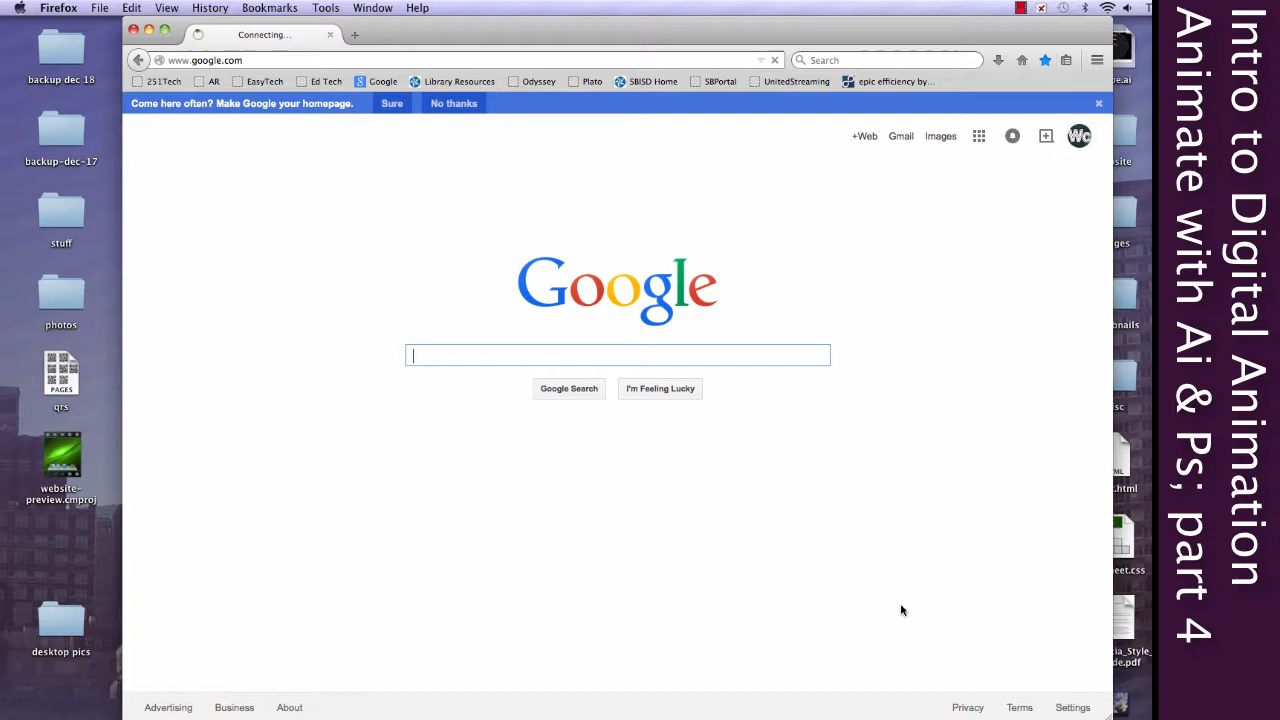 Firefox File Edit View History Bookmarks Tools Window Help
Connecting...
www.google.com
Search
251Tech AR EasyTech Ed Tech Google Library Resources Odyssey Plato SBISD Home SBPortal UnitedStreaming epic efficiency by...
Come here often? Make Google your homepage. Sure No thanks
+Web Gmail Images
Wc
Google
Google Search I'm Feeling Lucky
Advertising Business About Privacy Terms Settings
backup dec 18
backup-dec-17
stuff
photos
PAGES
qrs
website-
preview.cmproj
desktop pics
Intro to Digital Animation
Animate with Ai & Ps; part 4